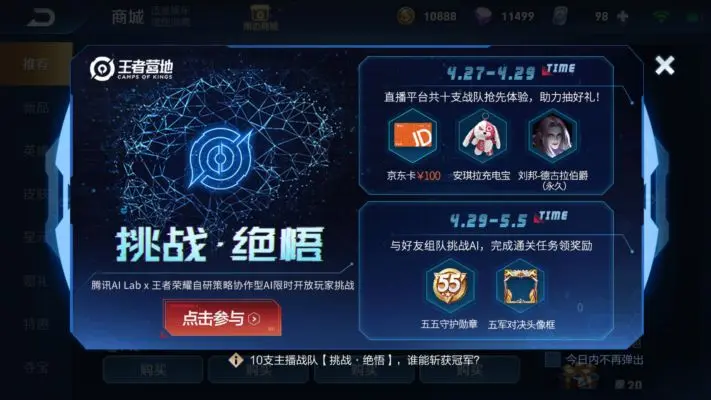 商城
10888
11499
98
推荐
王者营地
CAMPS OF KINGS
挑战·绝悟
腾讯AI Lab x 王者荣耀自研策略协作型AI限时开放玩家挑战
点击参与
4.27-4.29 TIME
直播平台共十支战队抢先体验，助力抽好礼！
京东卡¥100
安琪拉充电宝
刘邦-德古拉伯爵
（永久）
4.29-5.5 TIME
与好友组队挑战AI，完成通关任务领奖励
55
五五守护勋章
五军对决头像框
10支主播战队【挑战·绝悟】，谁能斩获冠军？
今日内不再弹出
购买
购买
购买
购买
20